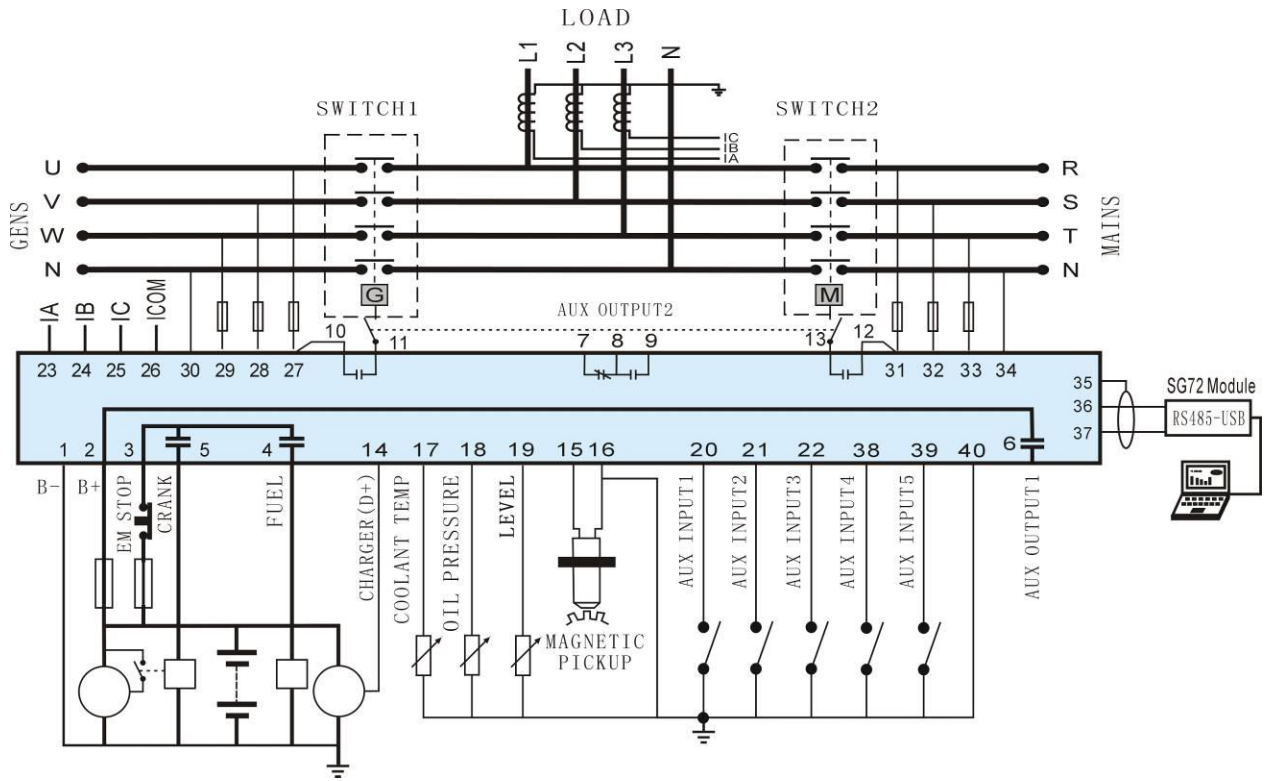 LOAD
L1 L2 L3 N
SWITCH1 SWITCH2
IC
IB
IA
GENS
U R
V S
W T
N N
MAINS
G AUX OUTPUT2 M
IA IB IC ICOM
10 11 7 8 9 13 12
23 24 25 26 30 29 28 27 31 32 33 34
35
36
37
SG72 Module
RS485-USB
1 2 3 5 4 14 17 18 19 15 16 20 21 22 38 39 40 6
B- B+
EM STOP
CRANK
FUEL
CHARGER(D+)
COOLANT TEMP
OIL PRESSURE
LEVEL
MAGNETIC
PICKUP
AUX INPUT1
AUX INPUT2
AUX INPUT3
AUX INPUT4
AUX INPUT5
AUX OUTPUT1